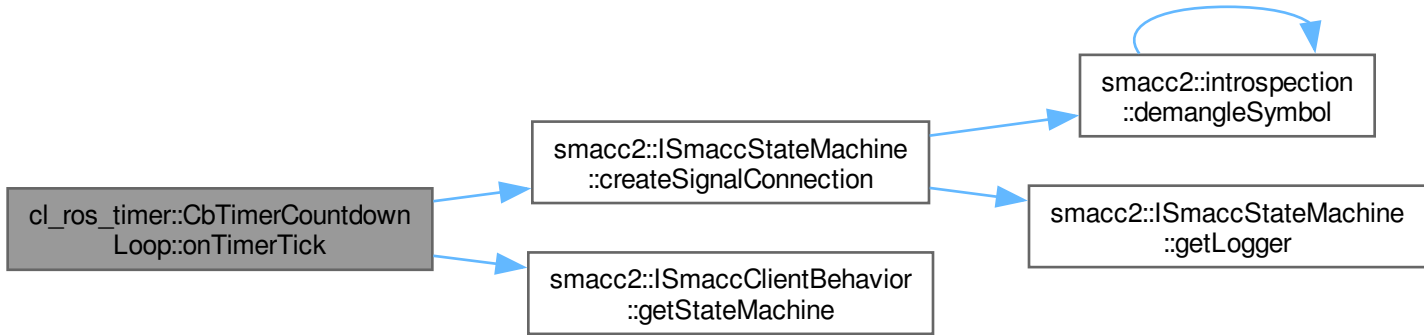 cl_ros_timer::CbTimerCountdown
Loop::onTimerTick
smacc2::ISmaccStateMachine
::createSignalConnection
smacc2::ISmaccClientBehavior
::getStateMachine
smacc2::introspection
::demangleSymbol
smacc2::ISmaccStateMachine
::getLogger